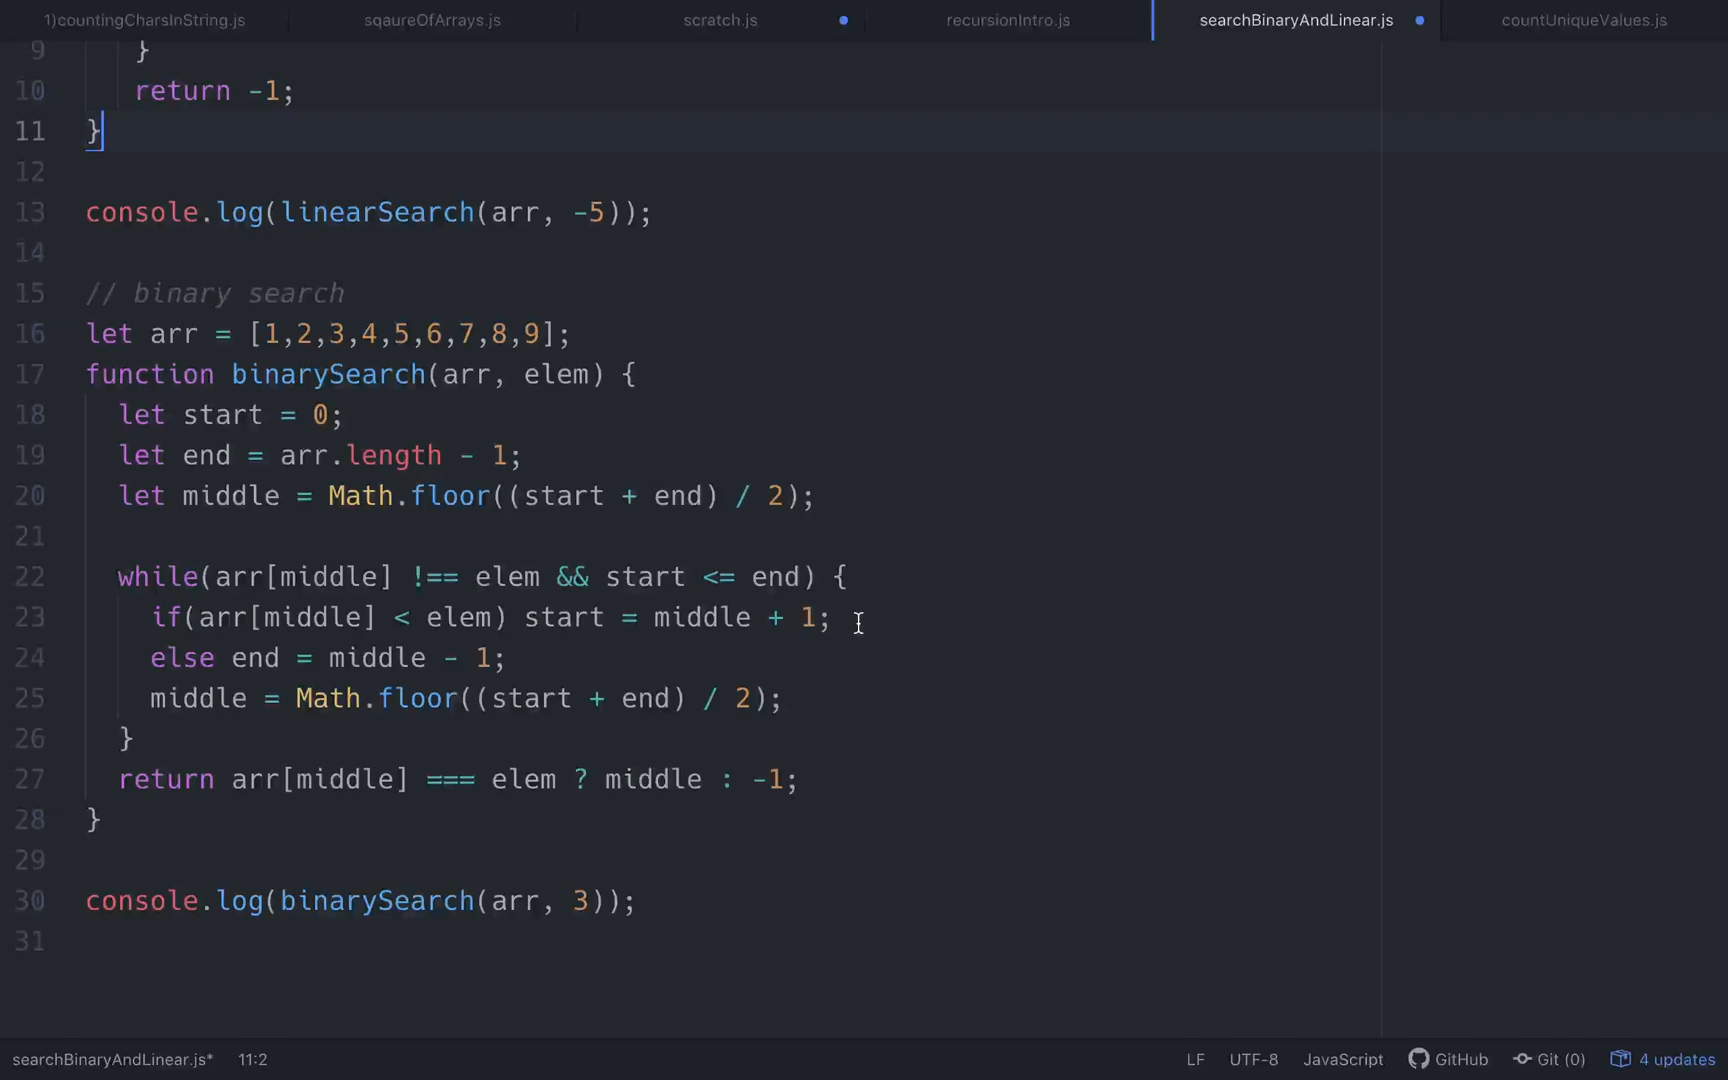 1)countingCharsInString.js sqaureOfArrays.js scratch.js recursionIntro.js searchBinaryAndLinear.js countUniqueValues.js
9 }
10 return -1;
11 }
12
13 console.log(linearSearch(arr, -5));
14
15 // binary search
16 let arr = [1,2,3,4,5,6,7,8,9];
17 function binarySearch(arr, elem) {
18 let start = 0;
19 let end = arr.length - 1;
20 let middle = Math.floor((start + end) / 2);
21
22 while(arr[middle] !== elem && start <= end) {
23 if(arr[middle] < elem) start = middle + 1;
24 else end = middle - 1;
25 middle = Math.floor((start + end) / 2);
26 }
27 return arr[middle] === elem ? middle : -1;
28 }
29
30 console.log(binarySearch(arr, 3));
31
searchBinaryAndLinear.js* 11:2 LF UTF-8 JavaScript GitHub Git (0) 4 updates